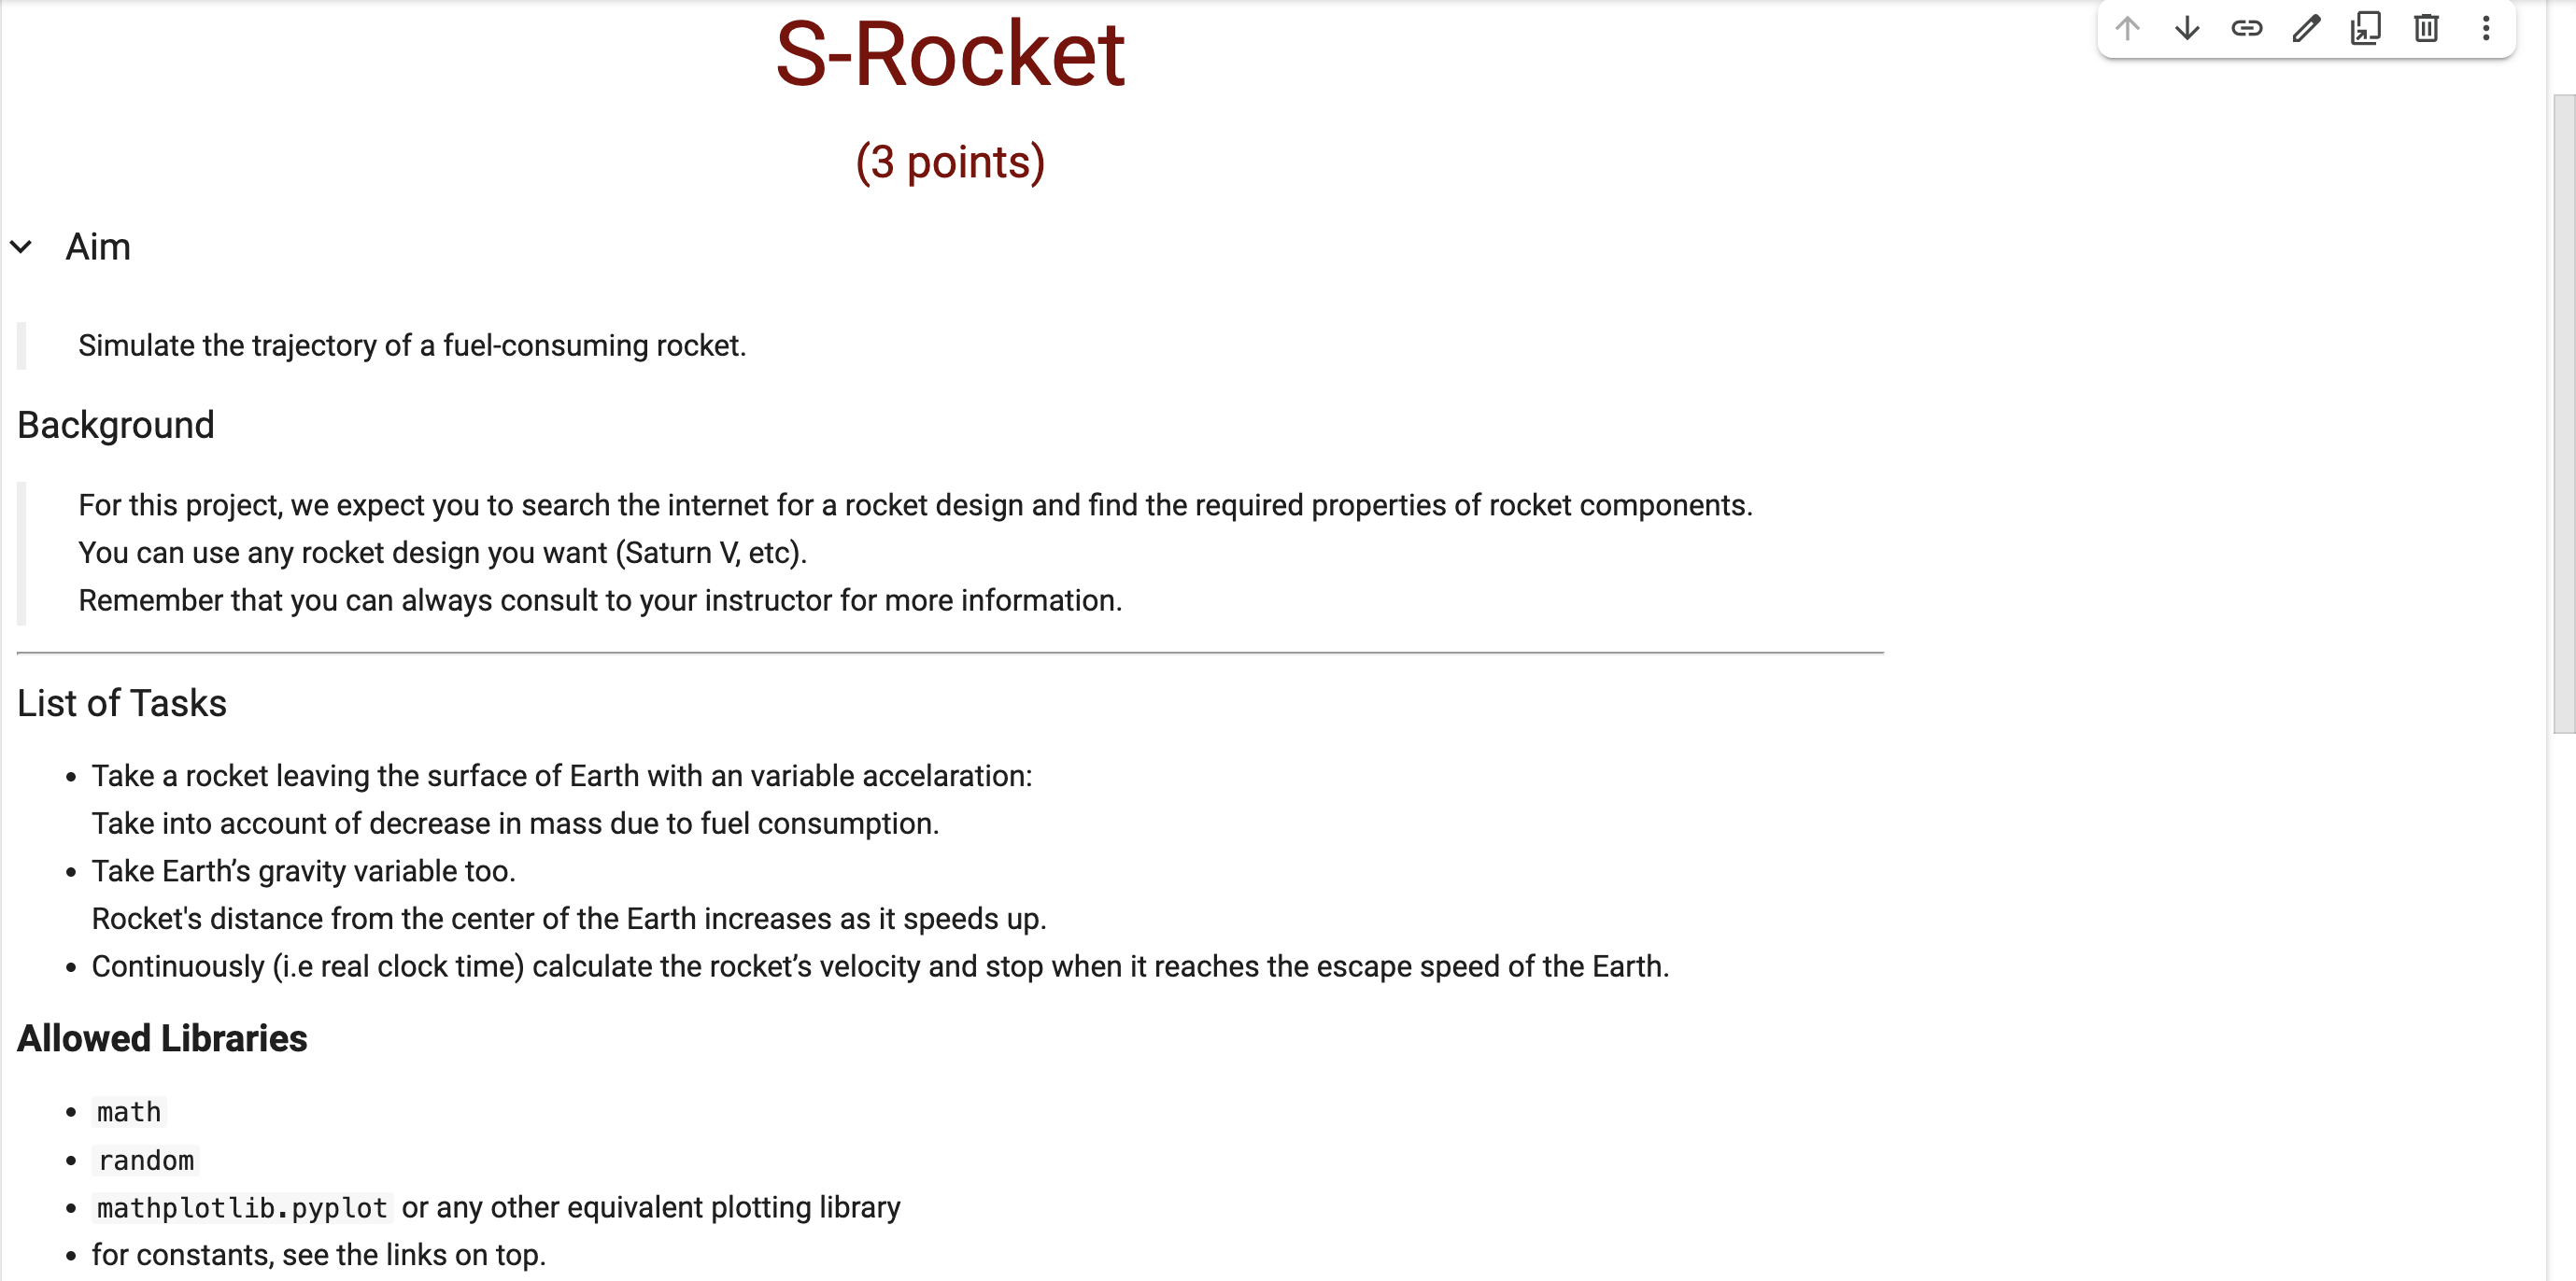 S-Rocket
(3 points)
Aim
Simulate the trajectory of a fuel-consuming rocket.
Background
For this project, we expect you to search the internet for a rocket design and find the required properties of rocket components.
You can use any rocket design you want (Saturn V, etc).
Remember that you can always consult to your instructor for more information.
List of Tasks
• Take a rocket leaving the surface of Earth with an variable accelaration:
Take into account of decrease in mass due to fuel consumption.
• Take Earth’s gravity variable too.
Rocket's distance from the center of the Earth increases as it speeds up.
• Continuously (i.e real clock time) calculate the rocket’s velocity and stop when it reaches the escape speed of the Earth.
Allowed Libraries
• math
• random
• mathplotlib.pyplot or any other equivalent plotting library
• for constants, see the links on top.